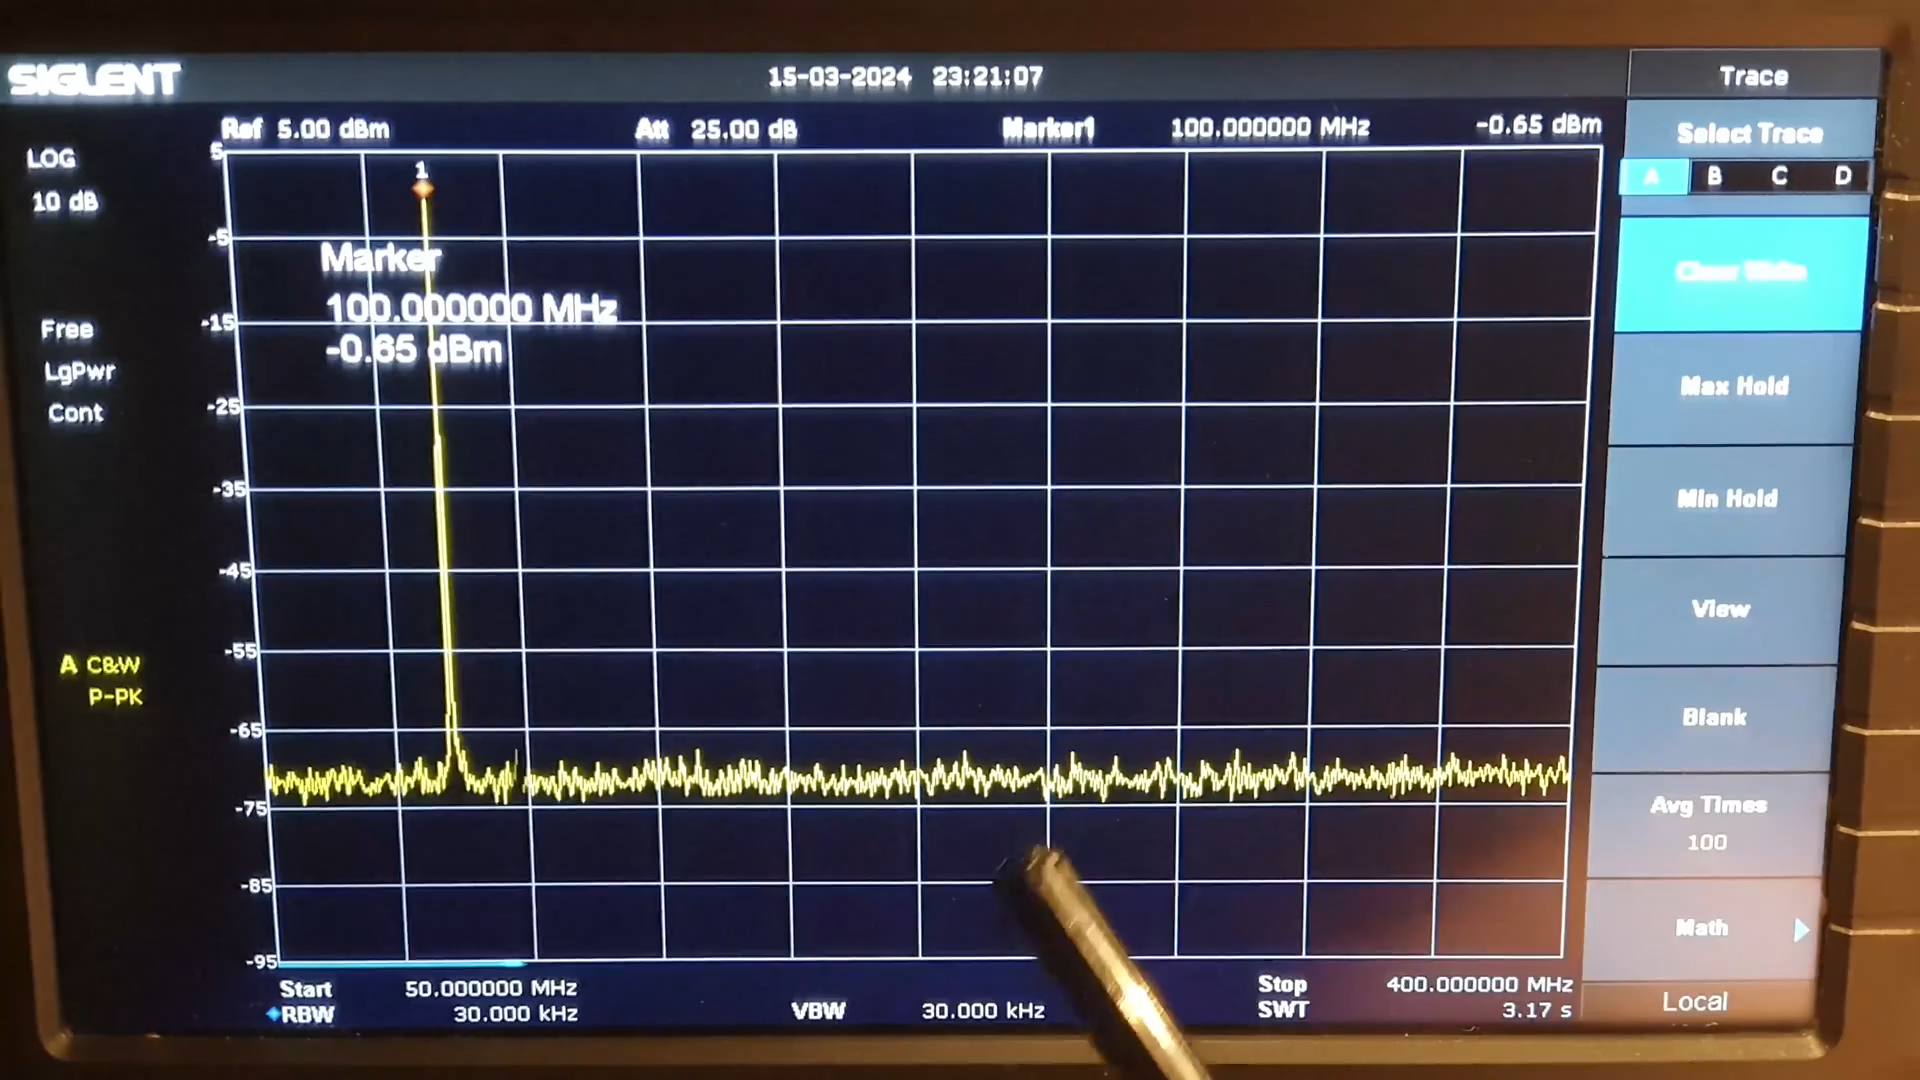 SIGLENT
15-03-2024 23:21:07
Trace
Ref 5.00 dBm Att 25.00 dB Marker1 100.000000 MHz -0.65 dBm
Select Trace
A B C D
LOG
10 dB
Free
LgPwr
Cont
A C&W
P-PK
5
-5
-15
-25
-35
-45
-55
-65
-75
-85
-95
1
Marker
100.000000 MHz
-0.65 dBm
Clear Write
Max Hold
Min Hold
View
Blank
Avg Times
100
Math
Local
Start 50.000000 MHz Stop 400.000000 MHz
RBW 30.000 kHz VBW 30.000 kHz SWT 3.17 s